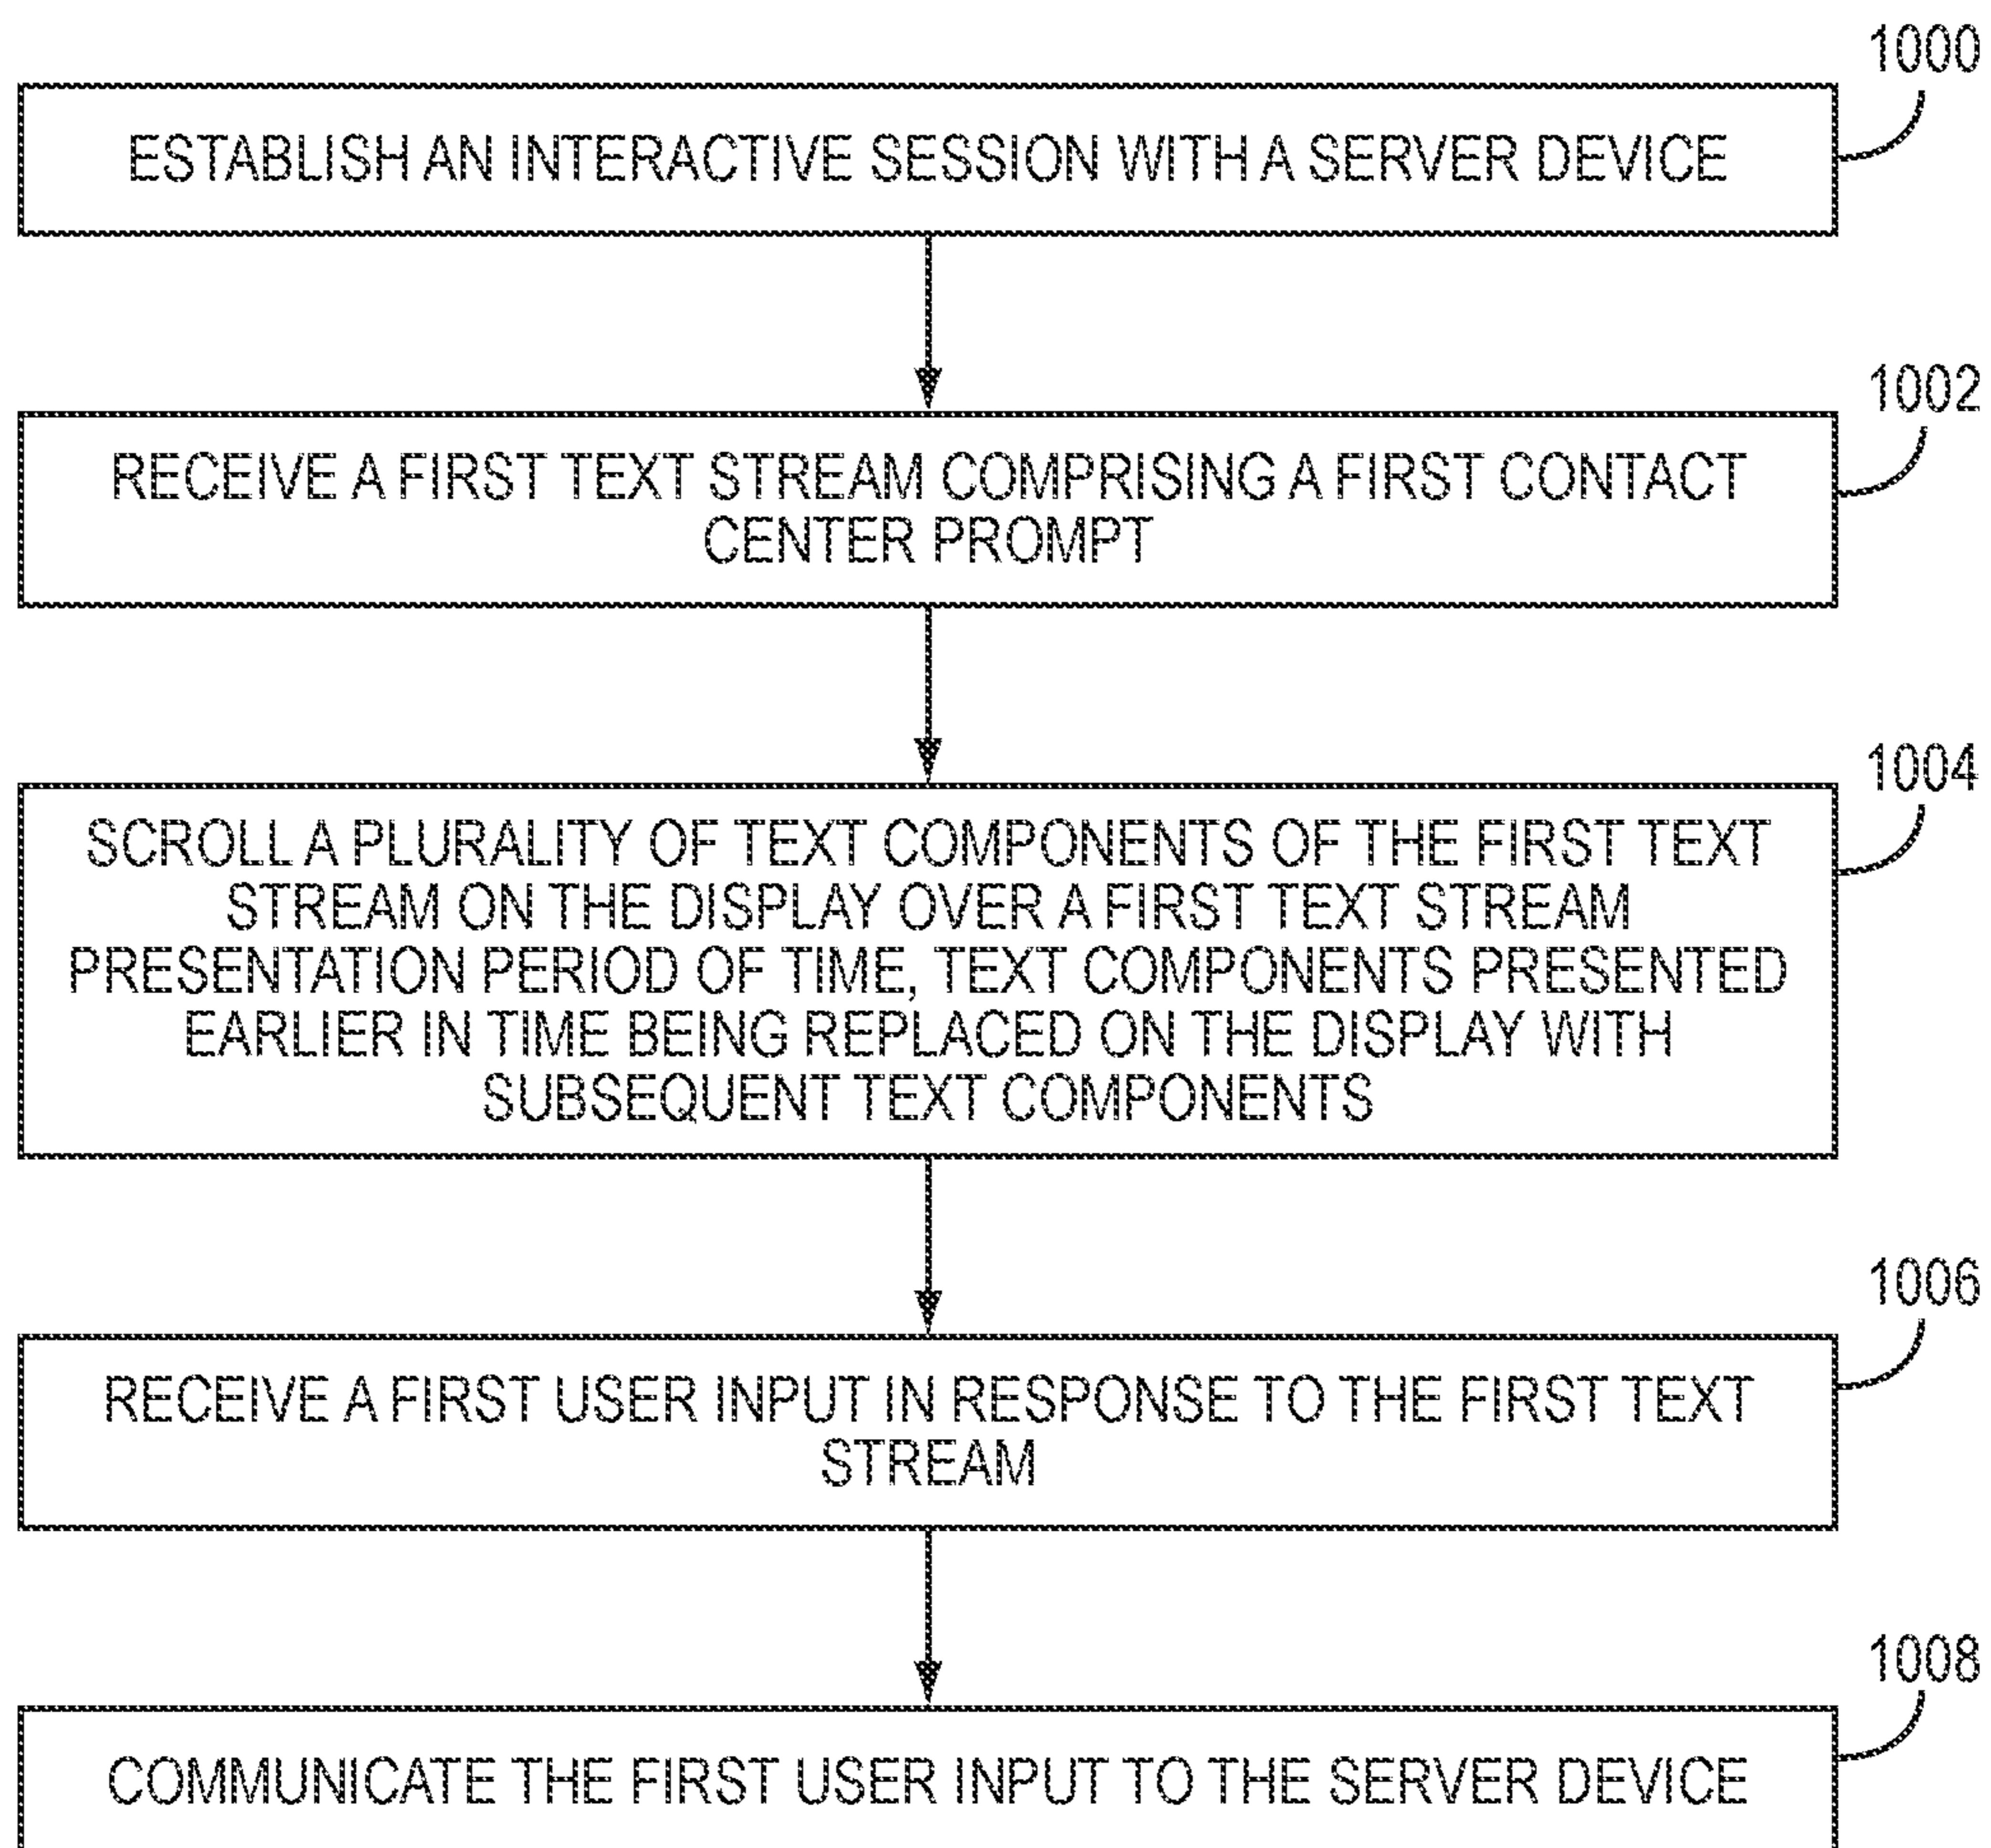 1000
ESTABLISH AN INTERACTIVE SESSION WITH A SERVER DEVICE
1002
RECEIVE A FIRST TEXT STREAM COMPRISING A FIRST CONTACT
CENTER PROMPT
1004
SCROLL A PLURALITY OF TEXT COMPONENTS OF THE FIRST TEXT
STREAM ON THE DISPLAY OVER A FIRST TEXT STREAM
PRESENTATION PERIOD OF TIME, TEXT COMPONENTS PRESENTED
EARLIER IN TIME BEING REPLACED ON THE DISPLAY WITH
SUBSEQUENT TEXT COMPONENTS
1006
RECEIVE A FIRST USER INPUT IN RESPONSE TO THE FIRST TEXT
STREAM
1008
COMMUNICATE THE FIRST USER INPUT TO THE SERVER DEVICE